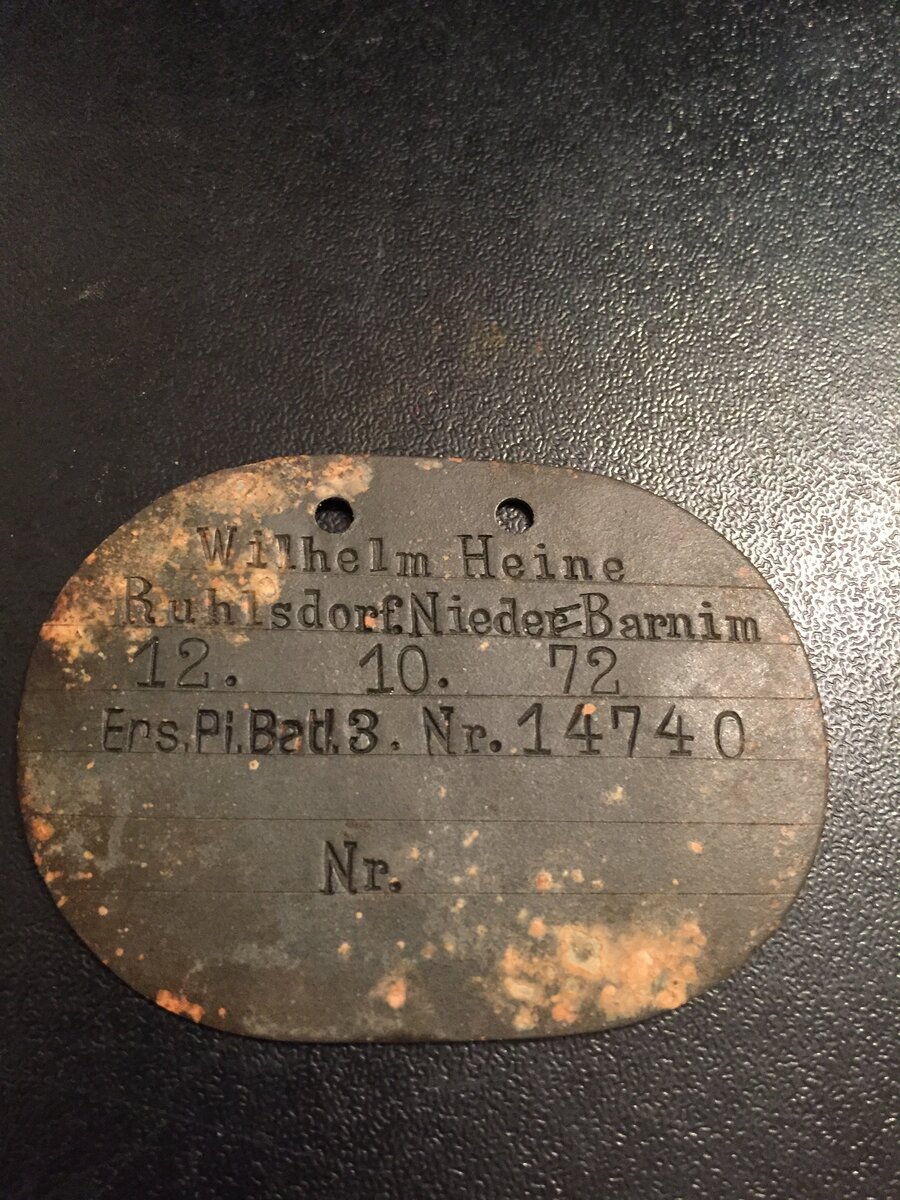 Wilhelm Heine
Ruhlsdorf.Nieder-Barnim
12. 10. 72
Ers.Pi.Batl.3. Nr.14740
Nr.